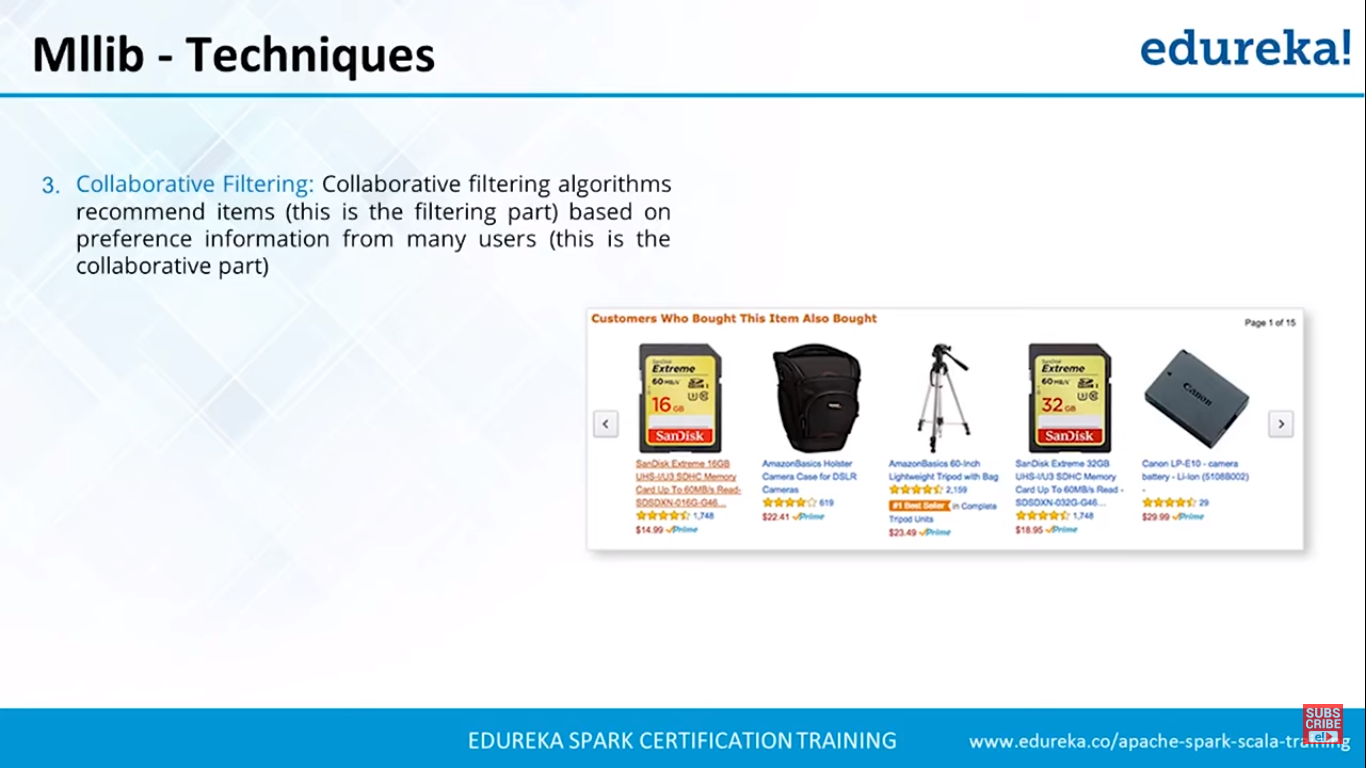 Mllib - Techniques
edureka!
3. Collaborative Filtering: Collaborative filtering algorithms
recommend items (this is the filtering part) based on
preference information from many users (this is the
collaborative part)
Customers Who Bought This Item Also Bought
Page 1 of 15
SanDisk
Extreme
60 MB/s
16 GB
SanDisk
SanDisk
Extreme
60 MB/s
32 GB
SanDisk
Canon
SanDisk Extreme 16GB
UHS-I/U3 SDHC Memory
Card Up To 60MB/s Read-
SDSDXN-016G-G46...
1,748
$14.99 Prime
AmazonBasics Holster
Camera Case for DSLR
Cameras
619
$22.41 Prime
AmazonBasics 60-Inch
Lightweight Tripod with Bag
2,159
#1 Best Seller in Complete
Tripod Units
$23.49 Prime
SanDisk Extreme 32GB
UHS-I/U3 SDHC Memory
Card Up To 60MB/s Read -
SDSDXN-032G-G46...
1,748
$18.95 Prime
Canon LP-E10 - camera
battery - Li-Ion (5108B002)
-
29
$29.99 Prime
EDUREKA SPARK CERTIFICATION TRAINING
www.edureka.co/apache-spark-scala-training
SUBS
CRIBE
e!